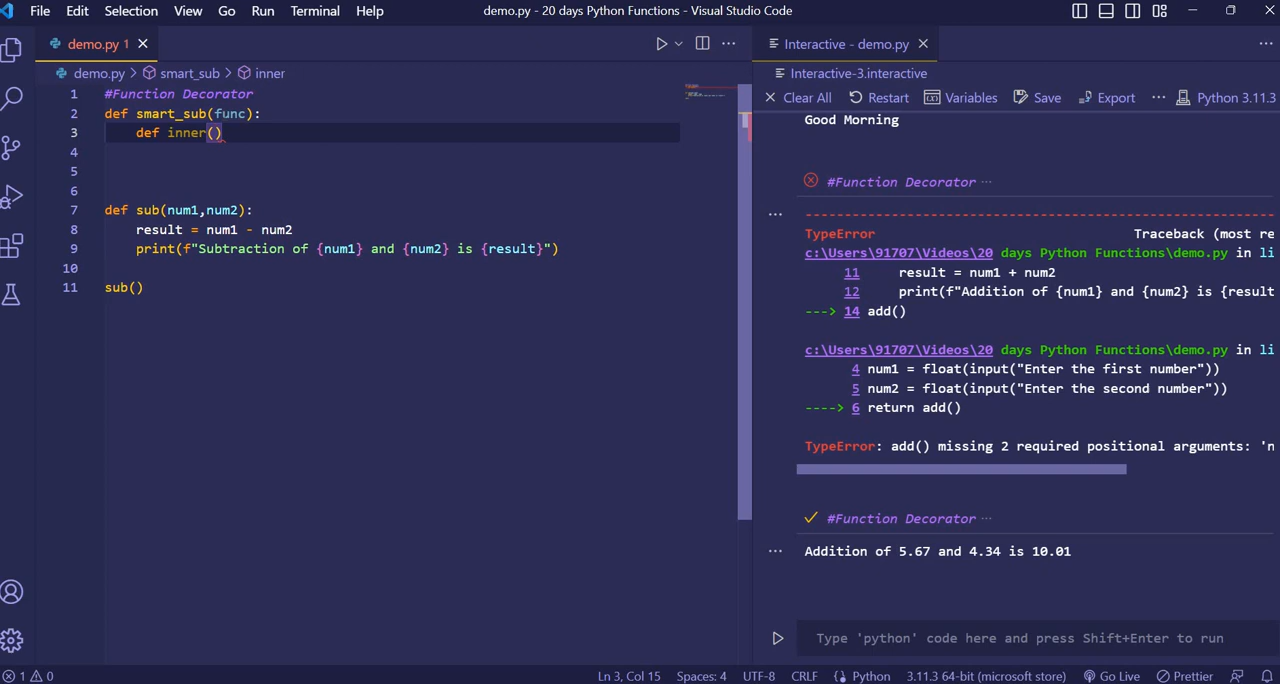 File Edit Selection View Go Run Terminal Help demo.py - 20 days Python Functions - Visual Studio Code
demo.py 1
demo.py > smart_sub > inner
1 #Function Decorator
2 def smart_sub(func):
3 def inner()
4
5
6
7 def sub(num1,num2):
8 result = num1 - num2
9 print(f"Subtraction of {num1} and {num2} is {result}")
10
11 sub()
Interactive - demo.py
Interactive-3.interactive
Clear All Restart Variables Save Export ... Python 3.11.3
Good Morning
#Function Decorator ...
...
TypeError Traceback (most re
c:\Users\91707\Videos\20 days Python Functions\demo.py in li
11 result = num1 + num2
12 print(f"Addition of {num1} and {num2} is {result
---> 14 add()
c:\Users\91707\Videos\20 days Python Functions\demo.py in li
4 num1 = float(input("Enter the first number"))
5 num2 = float(input("Enter the second number"))
----> 6 return add()
TypeError: add() missing 2 required positional arguments: 'n
#Function Decorator ...
... Addition of 5.67 and 4.34 is 10.01
Type 'python' code here and press Shift+Enter to run
1 0 Ln 3, Col 15 Spaces: 4 UTF-8 CRLF Python 3.11.3 64-bit (microsoft store) Go Live Prettier